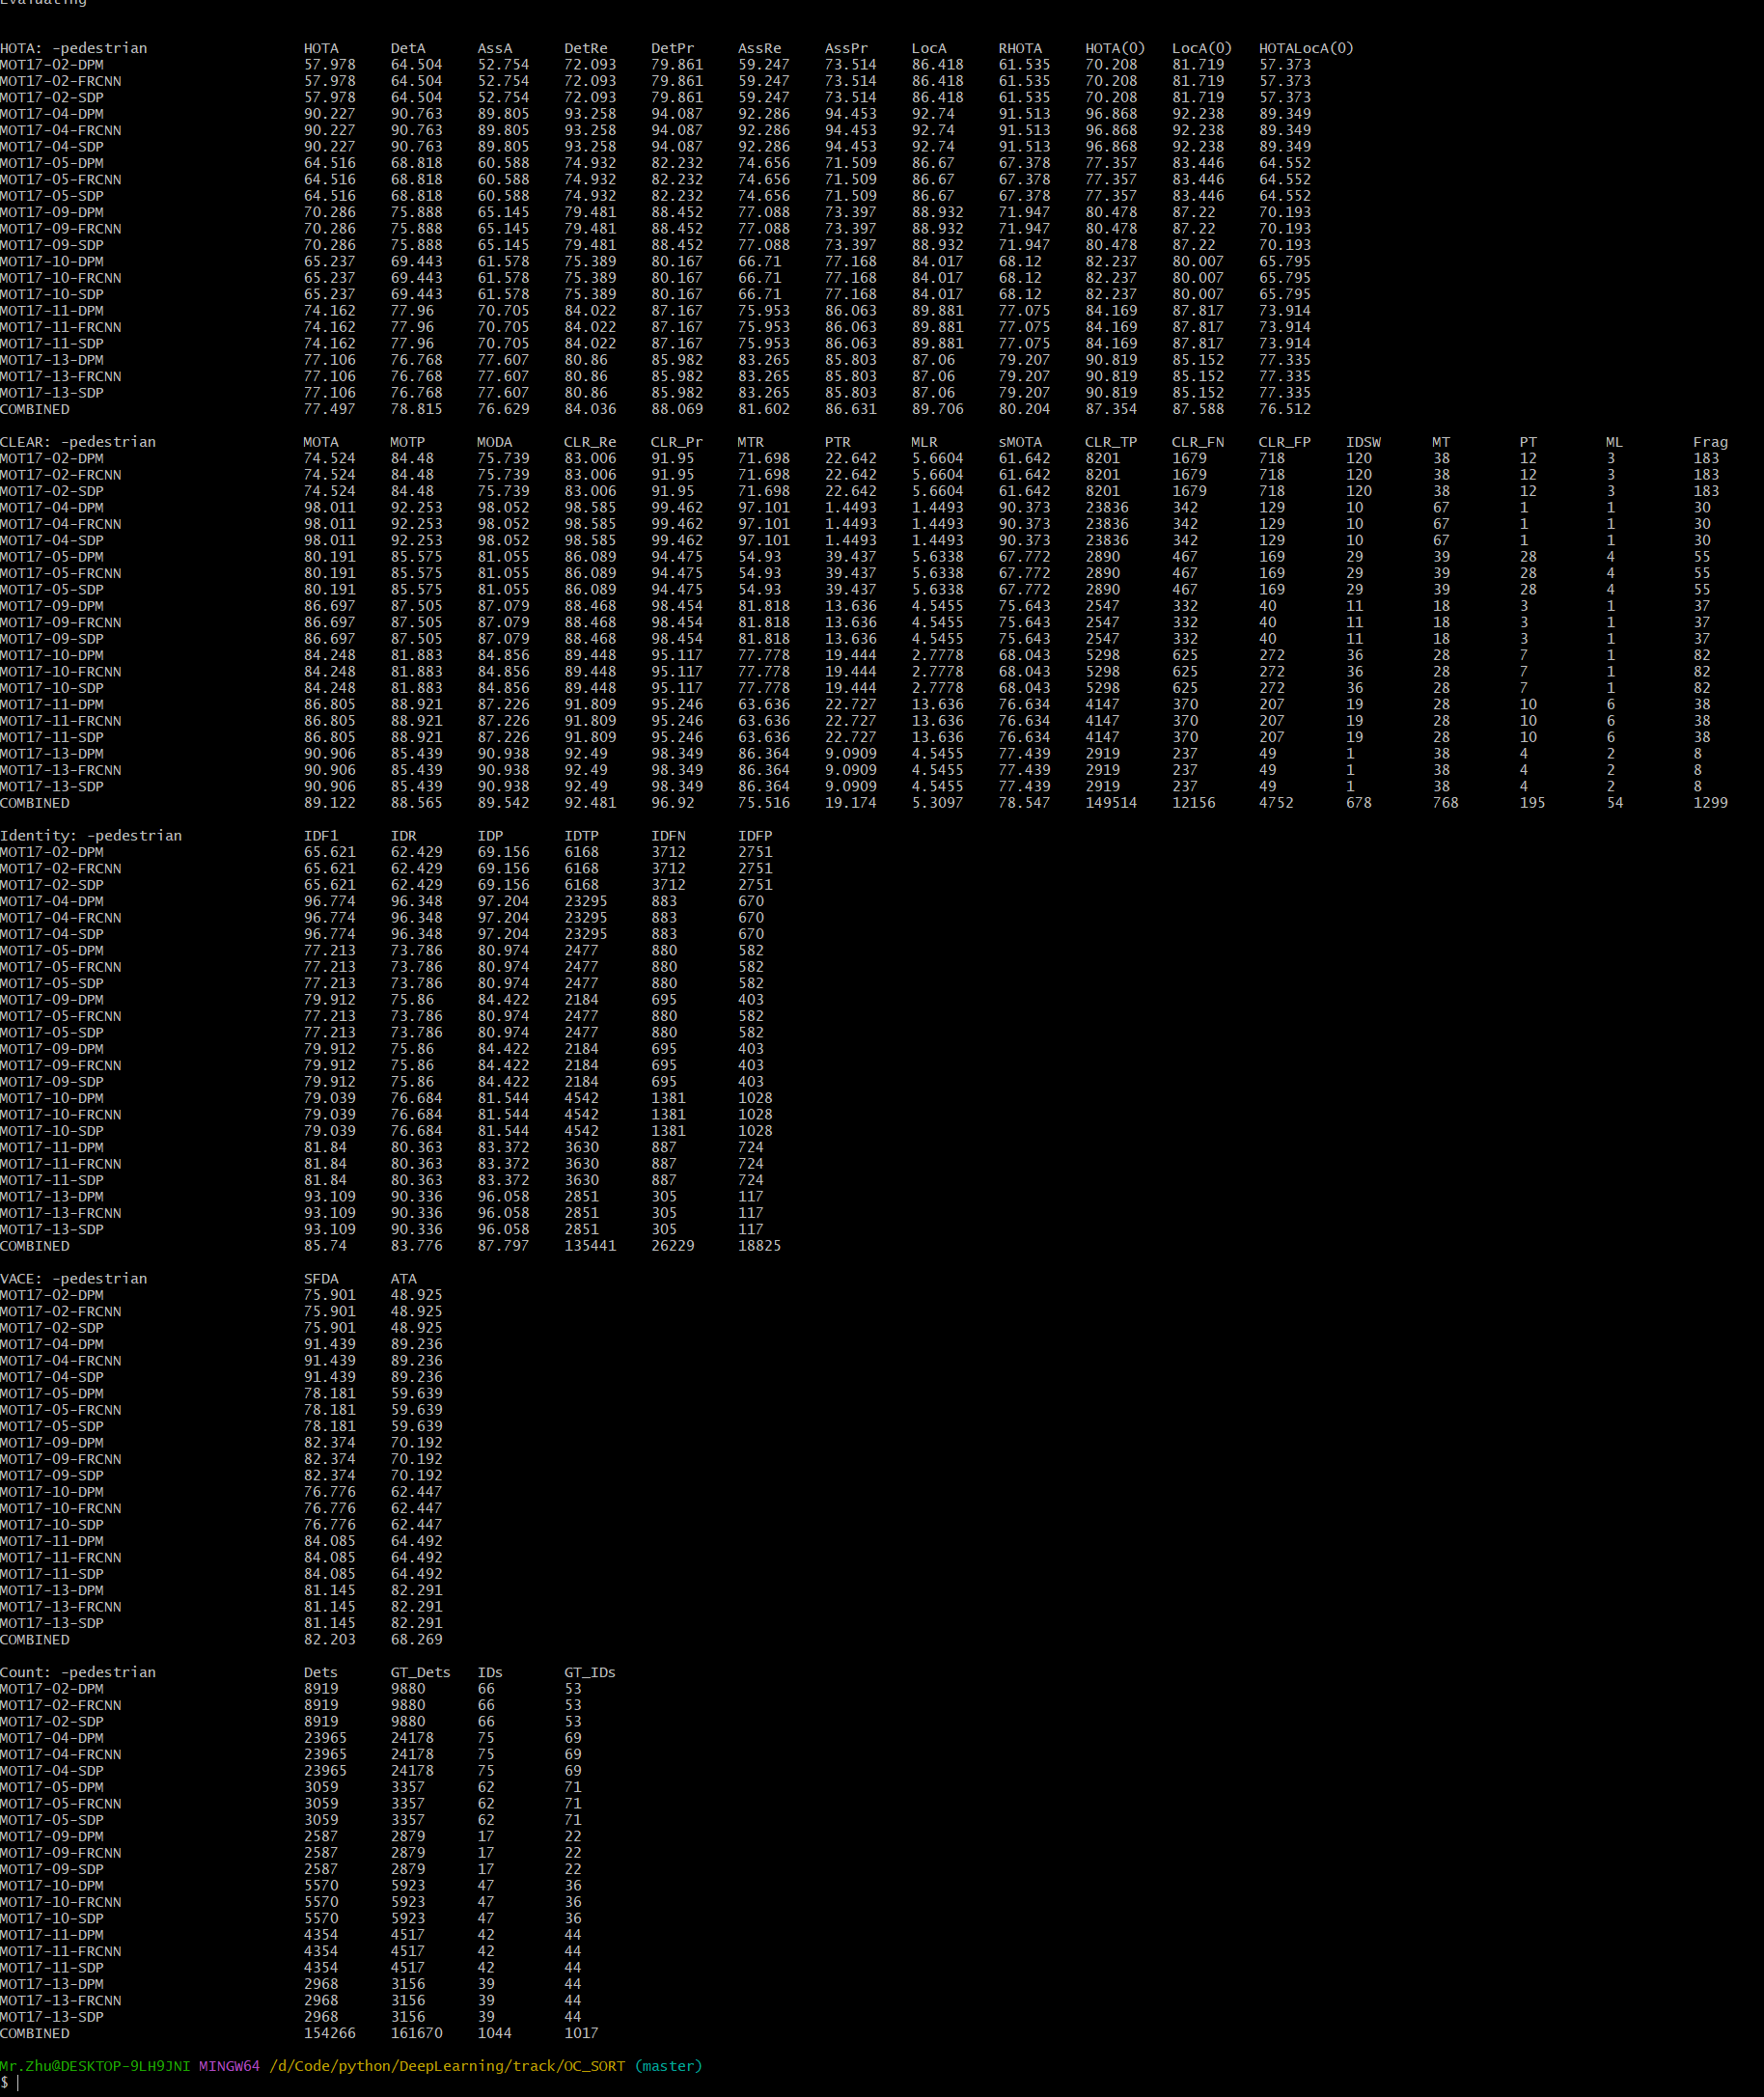 Evaluating
HOTA: -pedestrian HOTA DetA AssA DetRe DetPr AssRe AssPr LocA RHOTA HOTA(0) LocA(0) HOTALocA(0)
MOT17-02-DPM 57.978 64.504 52.754 72.093 79.861 59.247 73.514 86.418 61.535 70.208 81.719 57.373
MOT17-02-FRCNN 57.978 64.504 52.754 72.093 79.861 59.247 73.514 86.418 61.535 70.208 81.719 57.373
MOT17-02-SDP 57.978 64.504 52.754 72.093 79.861 59.247 73.514 86.418 61.535 70.208 81.719 57.373
MOT17-04-DPM 90.227 90.763 89.805 93.258 94.087 92.286 94.453 92.74 91.513 96.868 92.238 89.349
MOT17-04-FRCNN 90.227 90.763 89.805 93.258 94.087 92.286 94.453 92.74 91.513 96.868 92.238 89.349
MOT17-04-SDP 90.227 90.763 89.805 93.258 94.087 92.286 94.453 92.74 91.513 96.868 92.238 89.349
MOT17-05-DPM 64.516 68.818 60.588 74.932 82.232 74.656 71.509 86.67 67.378 77.357 83.446 64.552
MOT17-05-FRCNN 64.516 68.818 60.588 74.932 82.232 74.656 71.509 86.67 67.378 77.357 83.446 64.552
MOT17-05-SDP 64.516 68.818 60.588 74.932 82.232 74.656 71.509 86.67 67.378 77.357 83.446 64.552
MOT17-09-DPM 70.286 75.888 65.145 79.481 88.452 77.088 73.397 88.932 71.947 80.478 87.22 70.193
MOT17-09-FRCNN 70.286 75.888 65.145 79.481 88.452 77.088 73.397 88.932 71.947 80.478 87.22 70.193
MOT17-09-SDP 70.286 75.888 65.145 79.481 88.452 77.088 73.397 88.932 71.947 80.478 87.22 70.193
MOT17-10-DPM 65.237 69.443 61.578 75.389 80.167 66.71 77.168 84.017 68.12 82.237 80.007 65.795
MOT17-10-FRCNN 65.237 69.443 61.578 75.389 80.167 66.71 77.168 84.017 68.12 82.237 80.007 65.795
MOT17-10-SDP 65.237 69.443 61.578 75.389 80.167 66.71 77.168 84.017 68.12 82.237 80.007 65.795
MOT17-11-DPM 74.162 77.96 70.705 84.022 87.167 75.953 86.063 89.881 77.075 84.169 87.817 73.914
MOT17-11-FRCNN 74.162 77.96 70.705 84.022 87.167 75.953 86.063 89.881 77.075 84.169 87.817 73.914
MOT17-11-SDP 74.162 77.96 70.705 84.022 87.167 75.953 86.063 89.881 77.075 84.169 87.817 73.914
MOT17-13-DPM 77.106 76.768 77.607 80.86 85.982 83.265 85.803 87.06 79.207 90.819 85.152 77.335
MOT17-13-FRCNN 77.106 76.768 77.607 80.86 85.982 83.265 85.803 87.06 79.207 90.819 85.152 77.335
MOT17-13-SDP 77.106 76.768 77.607 80.86 85.982 83.265 85.803 87.06 79.207 90.819 85.152 77.335
COMBINED 77.497 78.815 76.629 84.036 88.069 81.602 86.631 89.706 80.204 87.354 87.588 76.512
CLEAR: -pedestrian MOTA MOTP MODA CLR_Re CLR_Pr MTR PTR MLR sMOTA CLR_TP CLR_FN CLR_FP IDSW MT PT ML Frag
MOT17-02-DPM 74.524 84.48 75.739 83.006 91.95 71.698 22.642 5.6604 61.642 8201 1679 718 120 38 12 3 183
MOT17-02-FRCNN 74.524 84.48 75.739 83.006 91.95 71.698 22.642 5.6604 61.642 8201 1679 718 120 38 12 3 183
MOT17-02-SDP 74.524 84.48 75.739 83.006 91.95 71.698 22.642 5.6604 61.642 8201 1679 718 120 38 12 3 183
MOT17-04-DPM 98.011 92.253 98.052 98.585 99.462 97.101 1.4493 1.4493 90.373 23836 342 129 10 67 1 1 30
MOT17-04-FRCNN 98.011 92.253 98.052 98.585 99.462 97.101 1.4493 1.4493 90.373 23836 342 129 10 67 1 1 30
MOT17-04-SDP 98.011 92.253 98.052 98.585 99.462 97.101 1.4493 1.4493 90.373 23836 342 129 10 67 1 1 30
MOT17-05-DPM 80.191 85.575 81.055 86.089 94.475 54.93 39.437 5.6338 67.772 2890 467 169 29 39 28 4 55
MOT17-05-FRCNN 80.191 85.575 81.055 86.089 94.475 54.93 39.437 5.6338 67.772 2890 467 169 29 39 28 4 55
MOT17-05-SDP 80.191 85.575 81.055 86.089 94.475 54.93 39.437 5.6338 67.772 2890 467 169 29 39 28 4 55
MOT17-09-DPM 86.697 87.505 87.079 88.468 98.454 81.818 13.636 4.5455 75.643 2547 332 40 11 18 3 1 37
MOT17-09-FRCNN 86.697 87.505 87.079 88.468 98.454 81.818 13.636 4.5455 75.643 2547 332 40 11 18 3 1 37
MOT17-09-SDP 86.697 87.505 87.079 88.468 98.454 81.818 13.636 4.5455 75.643 2547 332 40 11 18 3 1 37
MOT17-10-DPM 84.248 81.883 84.856 89.448 95.117 77.778 19.444 2.7778 68.043 5298 625 272 36 28 7 1 82
MOT17-10-FRCNN 84.248 81.883 84.856 89.448 95.117 77.778 19.444 2.7778 68.043 5298 625 272 36 28 7 1 82
MOT17-10-SDP 84.248 81.883 84.856 89.448 95.117 77.778 19.444 2.7778 68.043 5298 625 272 36 28 7 1 82
MOT17-11-DPM 86.805 88.921 87.226 91.809 95.246 63.636 22.727 13.636 76.634 4147 370 207 19 28 10 6 38
MOT17-11-FRCNN 86.805 88.921 87.226 91.809 95.246 63.636 22.727 13.636 76.634 4147 370 207 19 28 10 6 38
MOT17-11-SDP 86.805 88.921 87.226 91.809 95.246 63.636 22.727 13.636 76.634 4147 370 207 19 28 10 6 38
MOT17-13-DPM 90.906 85.439 90.938 92.49 98.349 86.364 9.0909 4.5455 77.439 2919 237 49 1 38 4 2 8
MOT17-13-FRCNN 90.906 85.439 90.938 92.49 98.349 86.364 9.0909 4.5455 77.439 2919 237 49 1 38 4 2 8
MOT17-13-SDP 90.906 85.439 90.938 92.49 98.349 86.364 9.0909 4.5455 77.439 2919 237 49 1 38 4 2 8
COMBINED 89.122 88.565 89.542 92.481 96.92 75.516 19.174 5.3097 78.547 149514 12156 4752 678 768 195 54 1299
Identity: -pedestrian IDF1 IDR IDP IDTP IDFN IDFP
MOT17-02-DPM 65.621 62.429 69.156 6168 3712 2751
MOT17-02-FRCNN 65.621 62.429 69.156 6168 3712 2751
MOT17-02-SDP 65.621 62.429 69.156 6168 3712 2751
MOT17-04-DPM 96.774 96.348 97.204 23295 883 670
MOT17-04-FRCNN 96.774 96.348 97.204 23295 883 670
MOT17-04-SDP 96.774 96.348 97.204 23295 883 670
MOT17-05-DPM 77.213 73.786 80.974 2477 880 582
MOT17-05-FRCNN 77.213 73.786 80.974 2477 880 582
MOT17-05-SDP 77.213 73.786 80.974 2477 880 582
MOT17-09-DPM 79.912 75.86 84.422 2184 695 403
MOT17-05-FRCNN 77.213 73.786 80.974 2477 880 582
MOT17-05-SDP 77.213 73.786 80.974 2477 880 582
MOT17-09-DPM 79.912 75.86 84.422 2184 695 403
MOT17-09-FRCNN 79.912 75.86 84.422 2184 695 403
MOT17-09-SDP 79.912 75.86 84.422 2184 695 403
MOT17-10-DPM 79.039 76.684 81.544 4542 1381 1028
MOT17-10-FRCNN 79.039 76.684 81.544 4542 1381 1028
MOT17-10-SDP 79.039 76.684 81.544 4542 1381 1028
MOT17-11-DPM 81.84 80.363 83.372 3630 887 724
MOT17-11-FRCNN 81.84 80.363 83.372 3630 887 724
MOT17-11-SDP 81.84 80.363 83.372 3630 887 724
MOT17-13-DPM 93.109 90.336 96.058 2851 305 117
MOT17-13-FRCNN 93.109 90.336 96.058 2851 305 117
MOT17-13-SDP 93.109 90.336 96.058 2851 305 117
COMBINED 85.74 83.776 87.797 135441 26229 18825
VACE: -pedestrian SFDA ATA
MOT17-02-DPM 75.901 48.925
MOT17-02-FRCNN 75.901 48.925
MOT17-02-SDP 75.901 48.925
MOT17-04-DPM 91.439 89.236
MOT17-04-FRCNN 91.439 89.236
MOT17-04-SDP 91.439 89.236
MOT17-05-DPM 78.181 59.639
MOT17-05-FRCNN 78.181 59.639
MOT17-05-SDP 78.181 59.639
MOT17-09-DPM 82.374 70.192
MOT17-09-FRCNN 82.374 70.192
MOT17-09-SDP 82.374 70.192
MOT17-10-DPM 76.776 62.447
MOT17-10-FRCNN 76.776 62.447
MOT17-10-SDP 76.776 62.447
MOT17-11-DPM 84.085 64.492
MOT17-11-FRCNN 84.085 64.492
MOT17-11-SDP 84.085 64.492
MOT17-13-DPM 81.145 82.291
MOT17-13-FRCNN 81.145 82.291
MOT17-13-SDP 81.145 82.291
COMBINED 82.203 68.269
Count: -pedestrian Dets GT_Dets IDs GT_IDs
MOT17-02-DPM 8919 9880 66 53
MOT17-02-FRCNN 8919 9880 66 53
MOT17-02-SDP 8919 9880 66 53
MOT17-04-DPM 23965 24178 75 69
MOT17-04-FRCNN 23965 24178 75 69
MOT17-04-SDP 23965 24178 75 69
MOT17-05-DPM 3059 3357 62 71
MOT17-05-FRCNN 3059 3357 62 71
MOT17-05-SDP 3059 3357 62 71
MOT17-09-DPM 2587 2879 17 22
MOT17-09-FRCNN 2587 2879 17 22
MOT17-09-SDP 2587 2879 17 22
MOT17-10-DPM 5570 5923 47 36
MOT17-10-FRCNN 5570 5923 47 36
MOT17-10-SDP 5570 5923 47 36
MOT17-11-DPM 4354 4517 42 44
MOT17-11-FRCNN 4354 4517 42 44
MOT17-11-SDP 4354 4517 42 44
MOT17-13-DPM 2968 3156 39 44
MOT17-13-FRCNN 2968 3156 39 44
MOT17-13-SDP 2968 3156 39 44
COMBINED 154266 161670 1044 1017
Mr.Zhu@DESKTOP-9LH9JNI MINGW64 /d/Code/python/DeepLearning/track/OC_SORT (master)
$